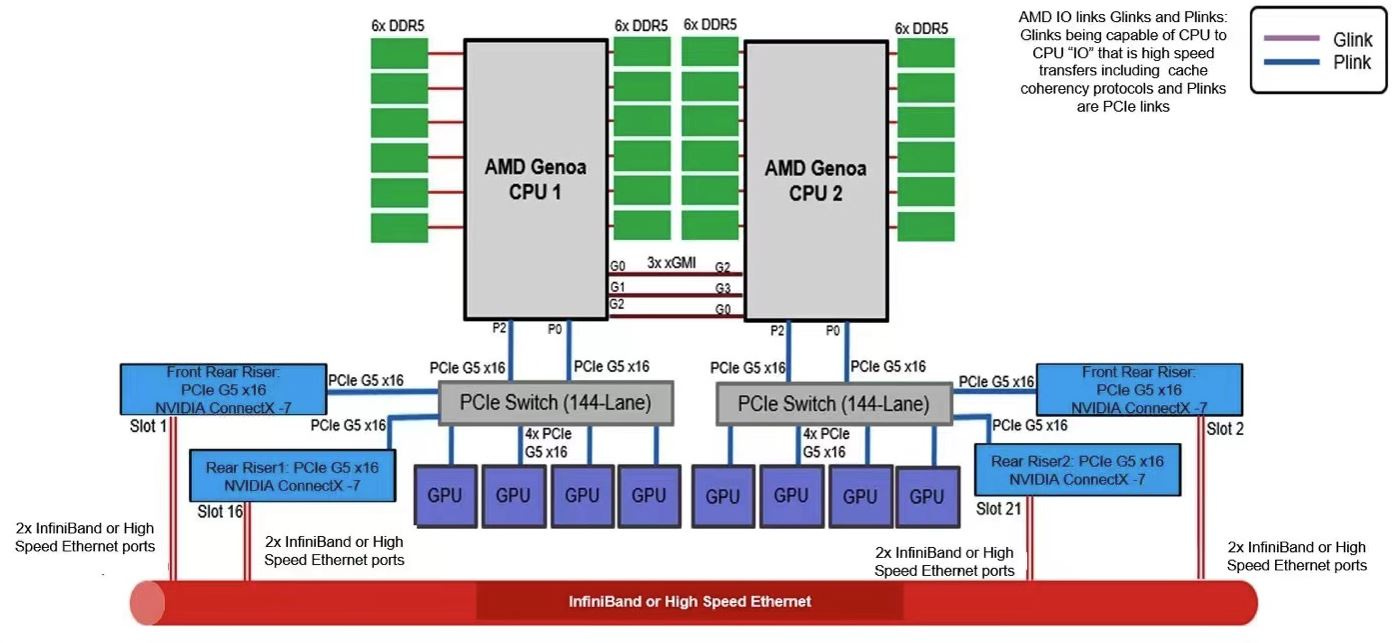 6x DDR5
6x DDR5
6x DDR5
6x DDR5
AMD IO links Glinks and Plinks:
Glinks being capable of CPU to
CPU “IO” that is high speed
transfers including cache
coherency protocols and Plinks
are PCIe links
Glink
Plink
AMD Genoa
CPU 1
AMD Genoa
CPU 2
G0
3x xGMI
G2
G1
G3
G2
G0
P2
P0
P2
P0
PCIe G5 x16
PCIe G5 x16
PCIe G5 x16
PCIe G5 x16
Front Rear Riser:
PCIe G5 x16
NVIDIA ConnectX -7
Slot 1
PCIe G5 x16
PCIe G5 x16
PCIe Switch (144-Lane)
PCIe Switch (144-Lane)
PCIe G5 x16
PCIe G5 x16
Front Rear Riser:
PCIe G5 x16
NVIDIA ConnectX -7
Slot 2
Rear Riser1: PCIe G5 x16
NVIDIA ConnectX -7
Slot 16
4x PCIe
G5 x16
4x PCIe
G5 x16
Rear Riser2: PCIe G5 x16
NVIDIA ConnectX -7
Slot 21
GPU
GPU
GPU
GPU
GPU
GPU
GPU
GPU
2x InfiniBand or High
Speed Ethernet ports
2x InfiniBand or High
Speed Ethernet ports
2x InfiniBand or High
Speed Ethernet ports
2x InfiniBand or High
Speed Ethernet ports
InfiniBand or High Speed Ethernet